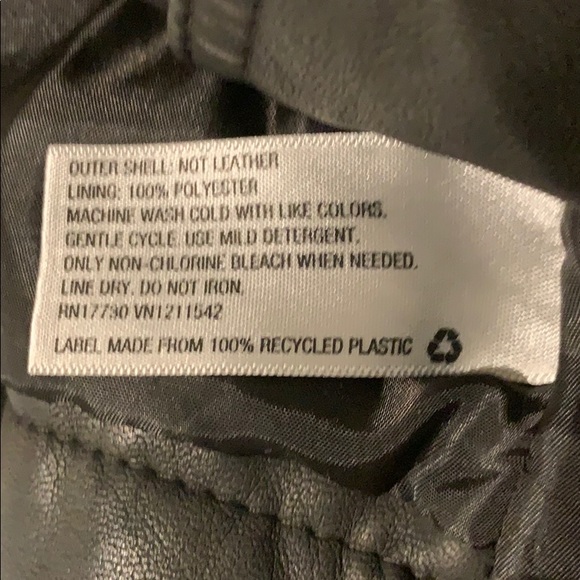 OUTER SHELL: NOT LEATHER
LINING: 100% POLYESTER
MACHINE WASH COLD WITH LIKE COLORS.
GENTLE CYCLE. USE MILD DETERGENT.
ONLY NON-CHLORINE BLEACH WHEN NEEDED.
LINE DRY. DO NOT IRON.
RN17730 VN1211542
LABEL MADE FROM 100% RECYCLED PLASTIC